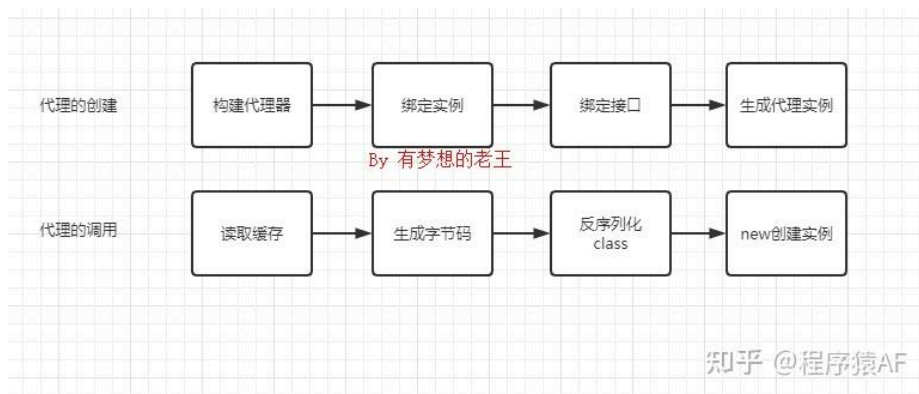 代理的创建
构建代理器
绑定实例
绑定接口
生成代理实例
By 有梦想的老王
代理的调用
读取缓存
生成字节码
反序列化
class
new创建实例
知乎 @程序猿AF